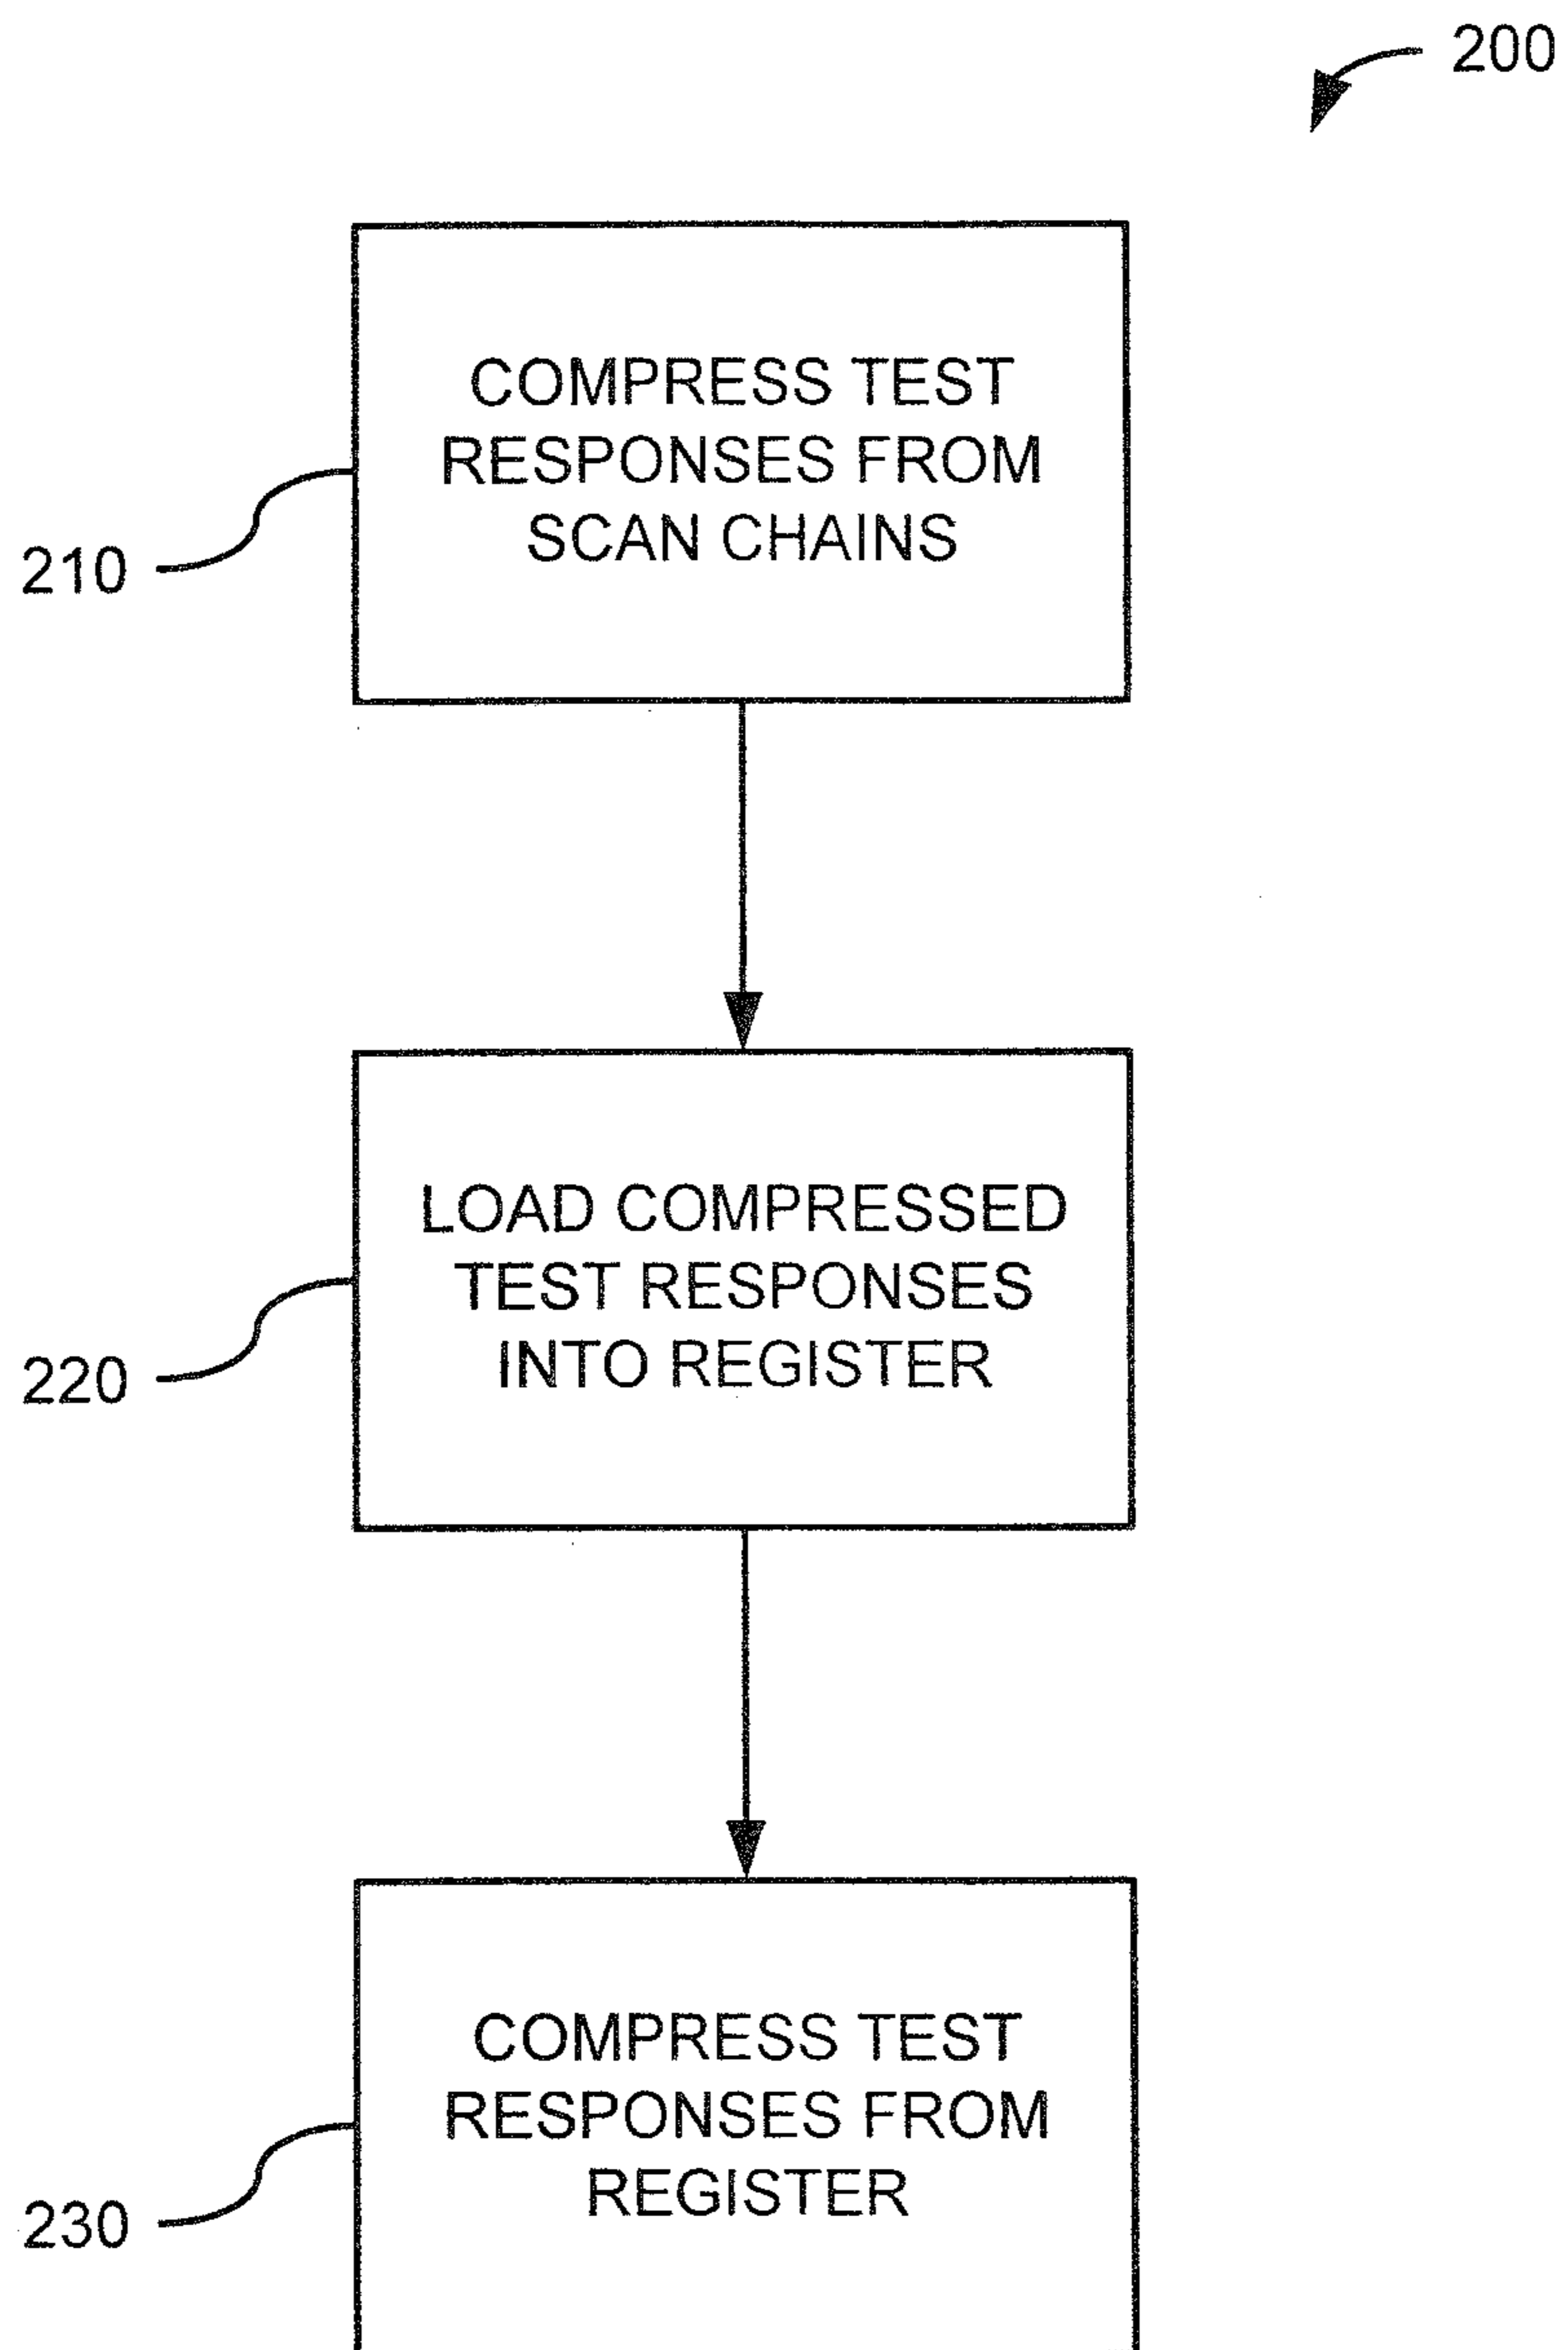 200
COMPRESS TEST
RESPONSES FROM
SCAN CHAINS
210
LOAD COMPRESSED
TEST RESPONSES
INTO REGISTER
220
COMPRESS TEST
RESPONSES FROM
REGISTER
230